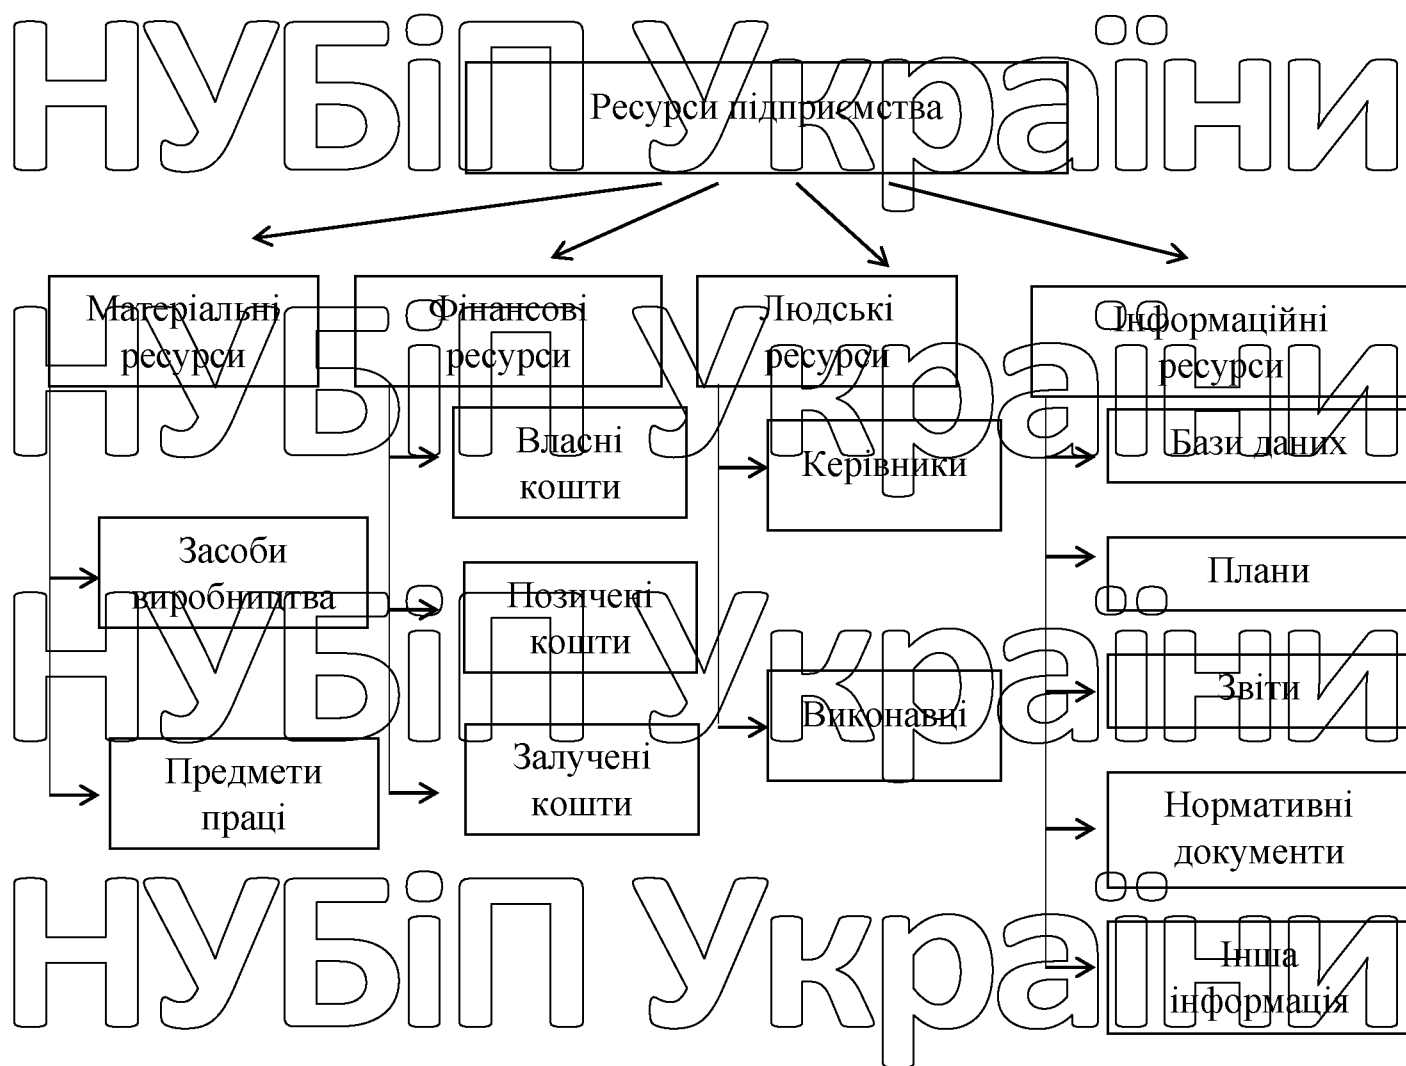 НУБіП України
Ресурси підприємства
Матеріальні
ресурси
Фінансові
ресурси
Людські
ресурси
Інформаційні
ресурси
НУБіП України
Власні
кошти
Керівники
Бази даних
Засоби
виробництва
Позичені
кошти
Плани
НУБіП України
Звіти
Предмети
праці
Залучені
кошти
Виконавці
Нормативні
документи
НУБіП України
Інша
інформація